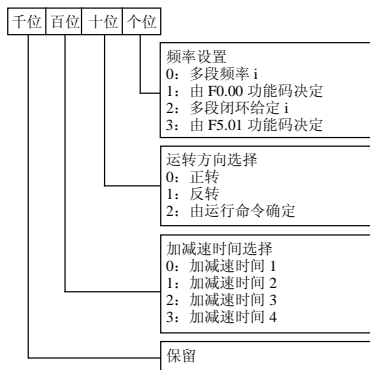 千位 百位 十位 个位
频率设置
0：多段频率 i
1：由 F0.00 功能码决定
2：多段闭环给定 i
3：由 F5.01 功能码决定
运转方向选择
0：正转
1：反转
2：由运行命令确定
加减速时间选择
0：加减速时间 1
1：加减速时间 2
2：加减速时间 3
3：加减速时间 4
保留